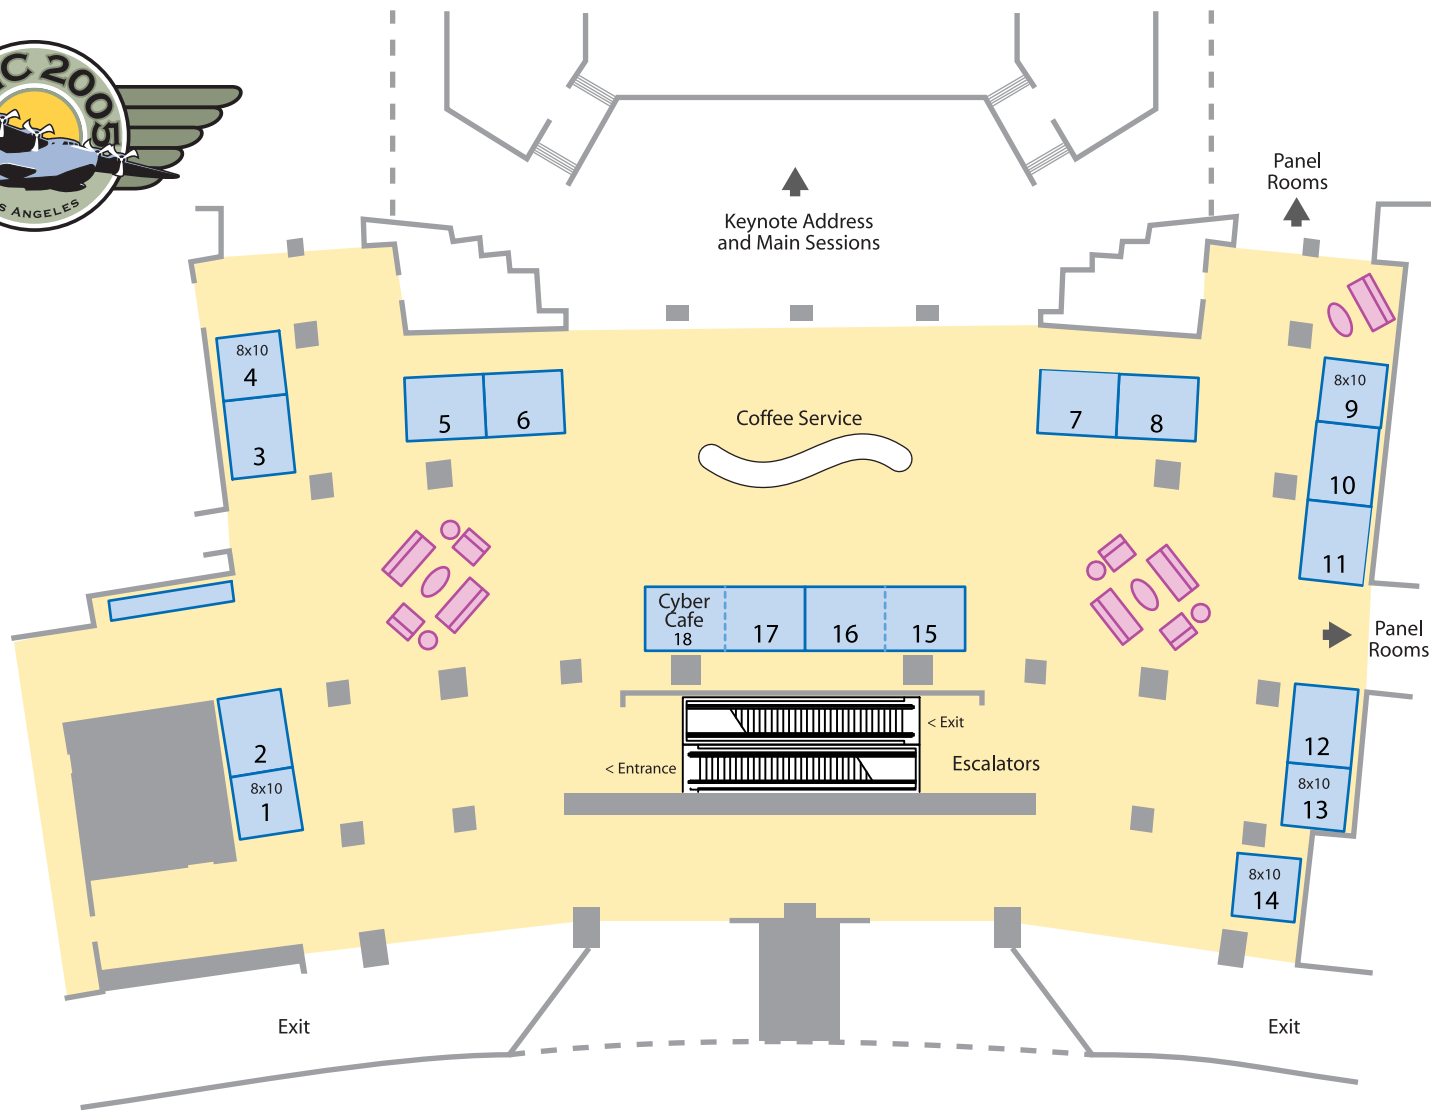 2005
ANGELES
Panel
Rooms
Keynote Address
and Main Sessions
8x10
4
3
5
6
Coffee Service
7
8
8x10
9
10
11
Cyber
Cafe
18
17
16
15
Panel
Rooms
2
8x10
1
< Exit
< Entrance
Escalators
12
8x10
13
8x10
14
Exit
Exit